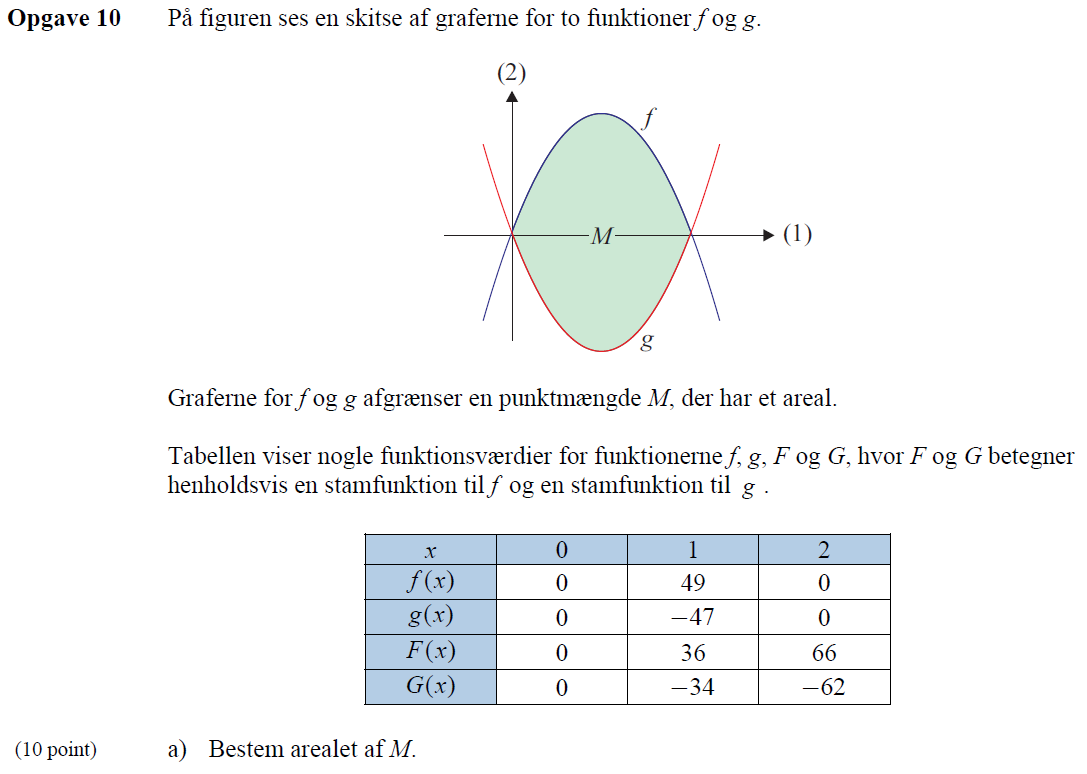 Opgave 10 På figuren ses en skitse af graferne for to funktioner f og g.
(2)
f
M
(1)
g
Graferne for f og g afgrænser en punktmængde M, der har et areal.
Tabellen viser nogle funktionsværdier for funktionerne f, g, F og G, hvor F og G betegner
henholdsvis en stamfunktion til f og en stamfunktion til g .
x 0 1 2
f(x) 0 49 0
g(x) 0 −47 0
F(x) 0 36 66
G(x) 0 −34 −62
(10 point) a) Bestem arealet af M.